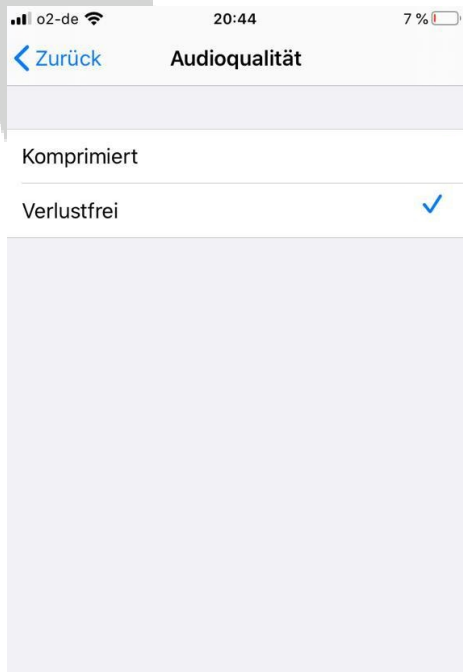 o2-de 20:44 7 %
Zurück Audioqualität
Komprimiert
Verlustfrei